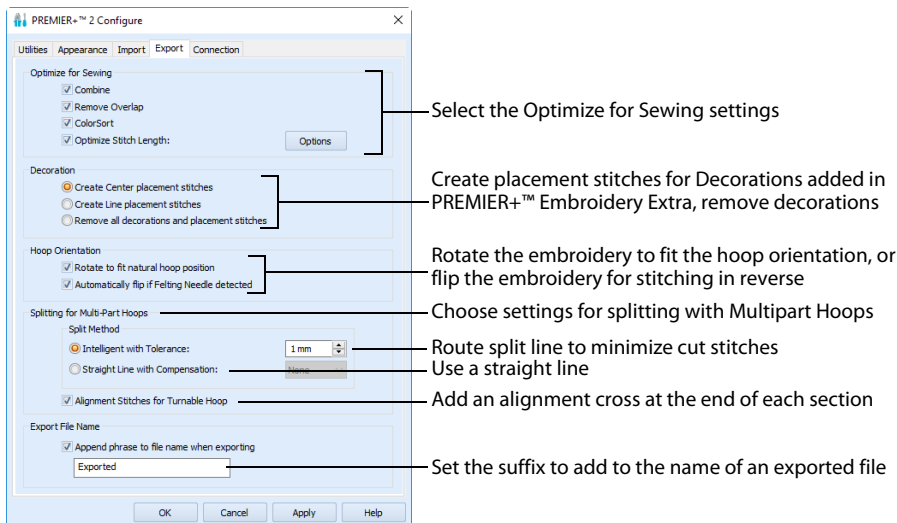 PREMIER+™ 2 Configure
Utilities Appearance Import Export Connection
Optimize for Sewing
Combine
Remove Overlap
ColorSort
Optimize Stitch Length:
Options
Select the Optimize for Sewing settings
Decoration
Create Center placement stitches
Create Line placement stitches
Remove all decorations and placement stitches
Create placement stitches for Decorations added in
PREMIER+™ Embroidery Extra, remove decorations
Hoop Orientation
Rotate to fit natural hoop position
Automatically flip if Felting Needle detected
Rotate the embroidery to fit the hoop orientation, or
flip the embroidery for stitching in reverse
Splitting for Multi-Part Hoops
Choose settings for splitting with Multipart Hoops
Split Method
Intelligent with Tolerance:
1 mm
Route split line to minimize cut stitches
Straight Line with Compensation:
None
Use a straight line
Alignment Stitches for Turnable Hoop
Add an alignment cross at the end of each section
Export File Name
Append phrase to file name when exporting
Exported
Set the suffix to add to the name of an exported file
OK Cancel Apply Help